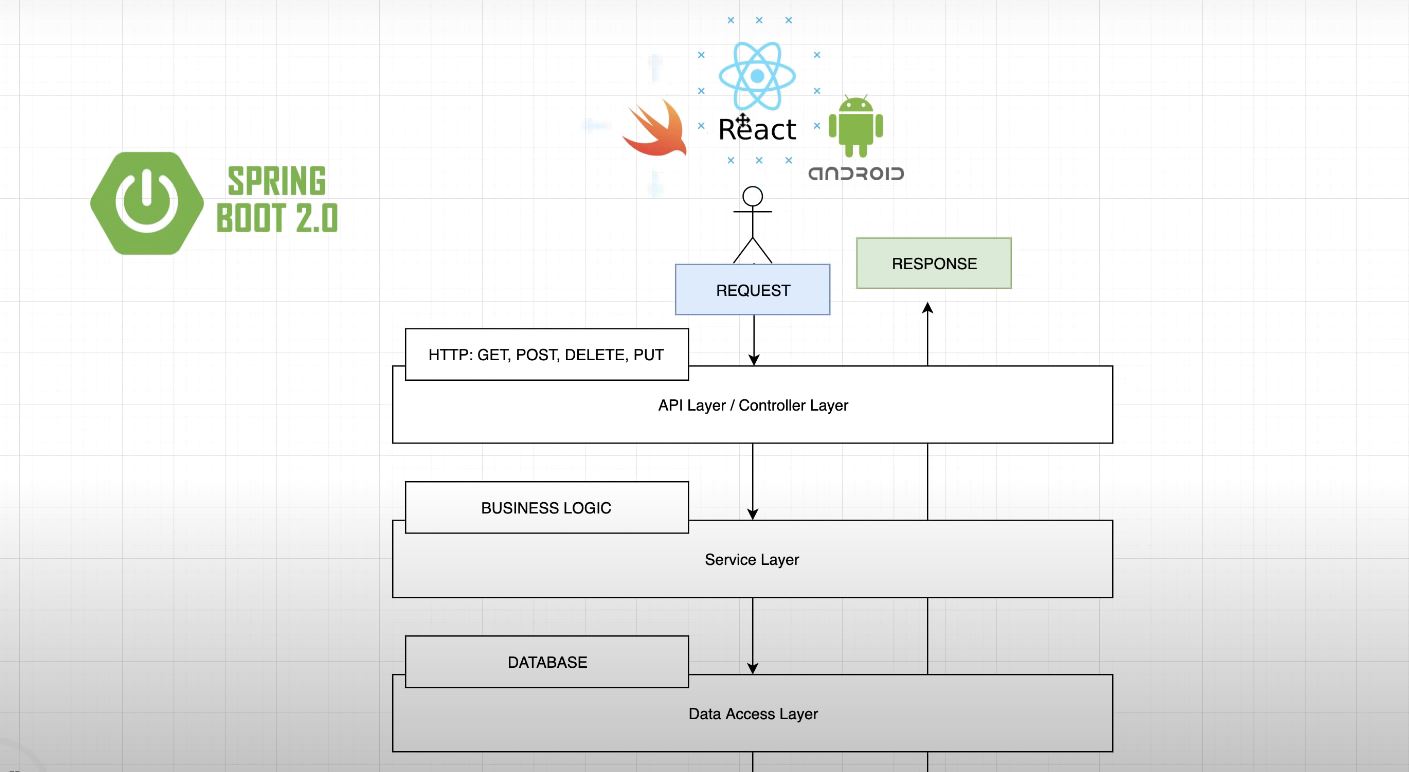 React
ANDROID
SPRING
BOOT 2.0
RESPONSE
REQUEST
HTTP: GET, POST, DELETE, PUT
API Layer / Controller Layer
BUSINESS LOGIC
Service Layer
DATABASE
Data Access Layer